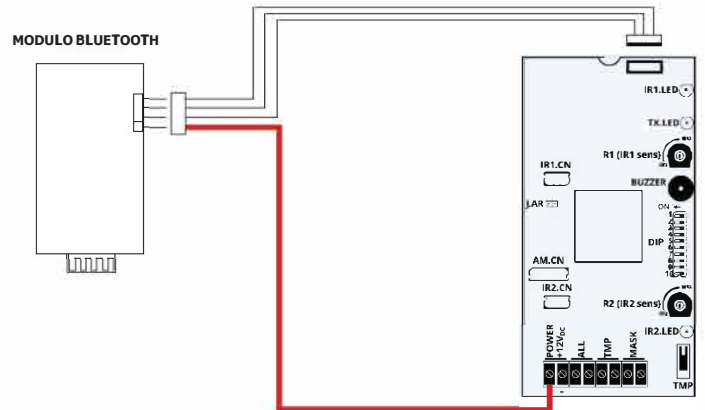 MODULO BLUETOOTH
IR1.LED
TX.LED
R1 (IR1 sens)
IR1.CN
BUZZER
J.AR
ON
1
2
3
4
5
6
7
8
9
10
DIP
AM.CN
IR2.CN
R2 (IR2 sens)
IR2.LED
POWER
+12VDC
-
ALL
TMP
MASK
TMP